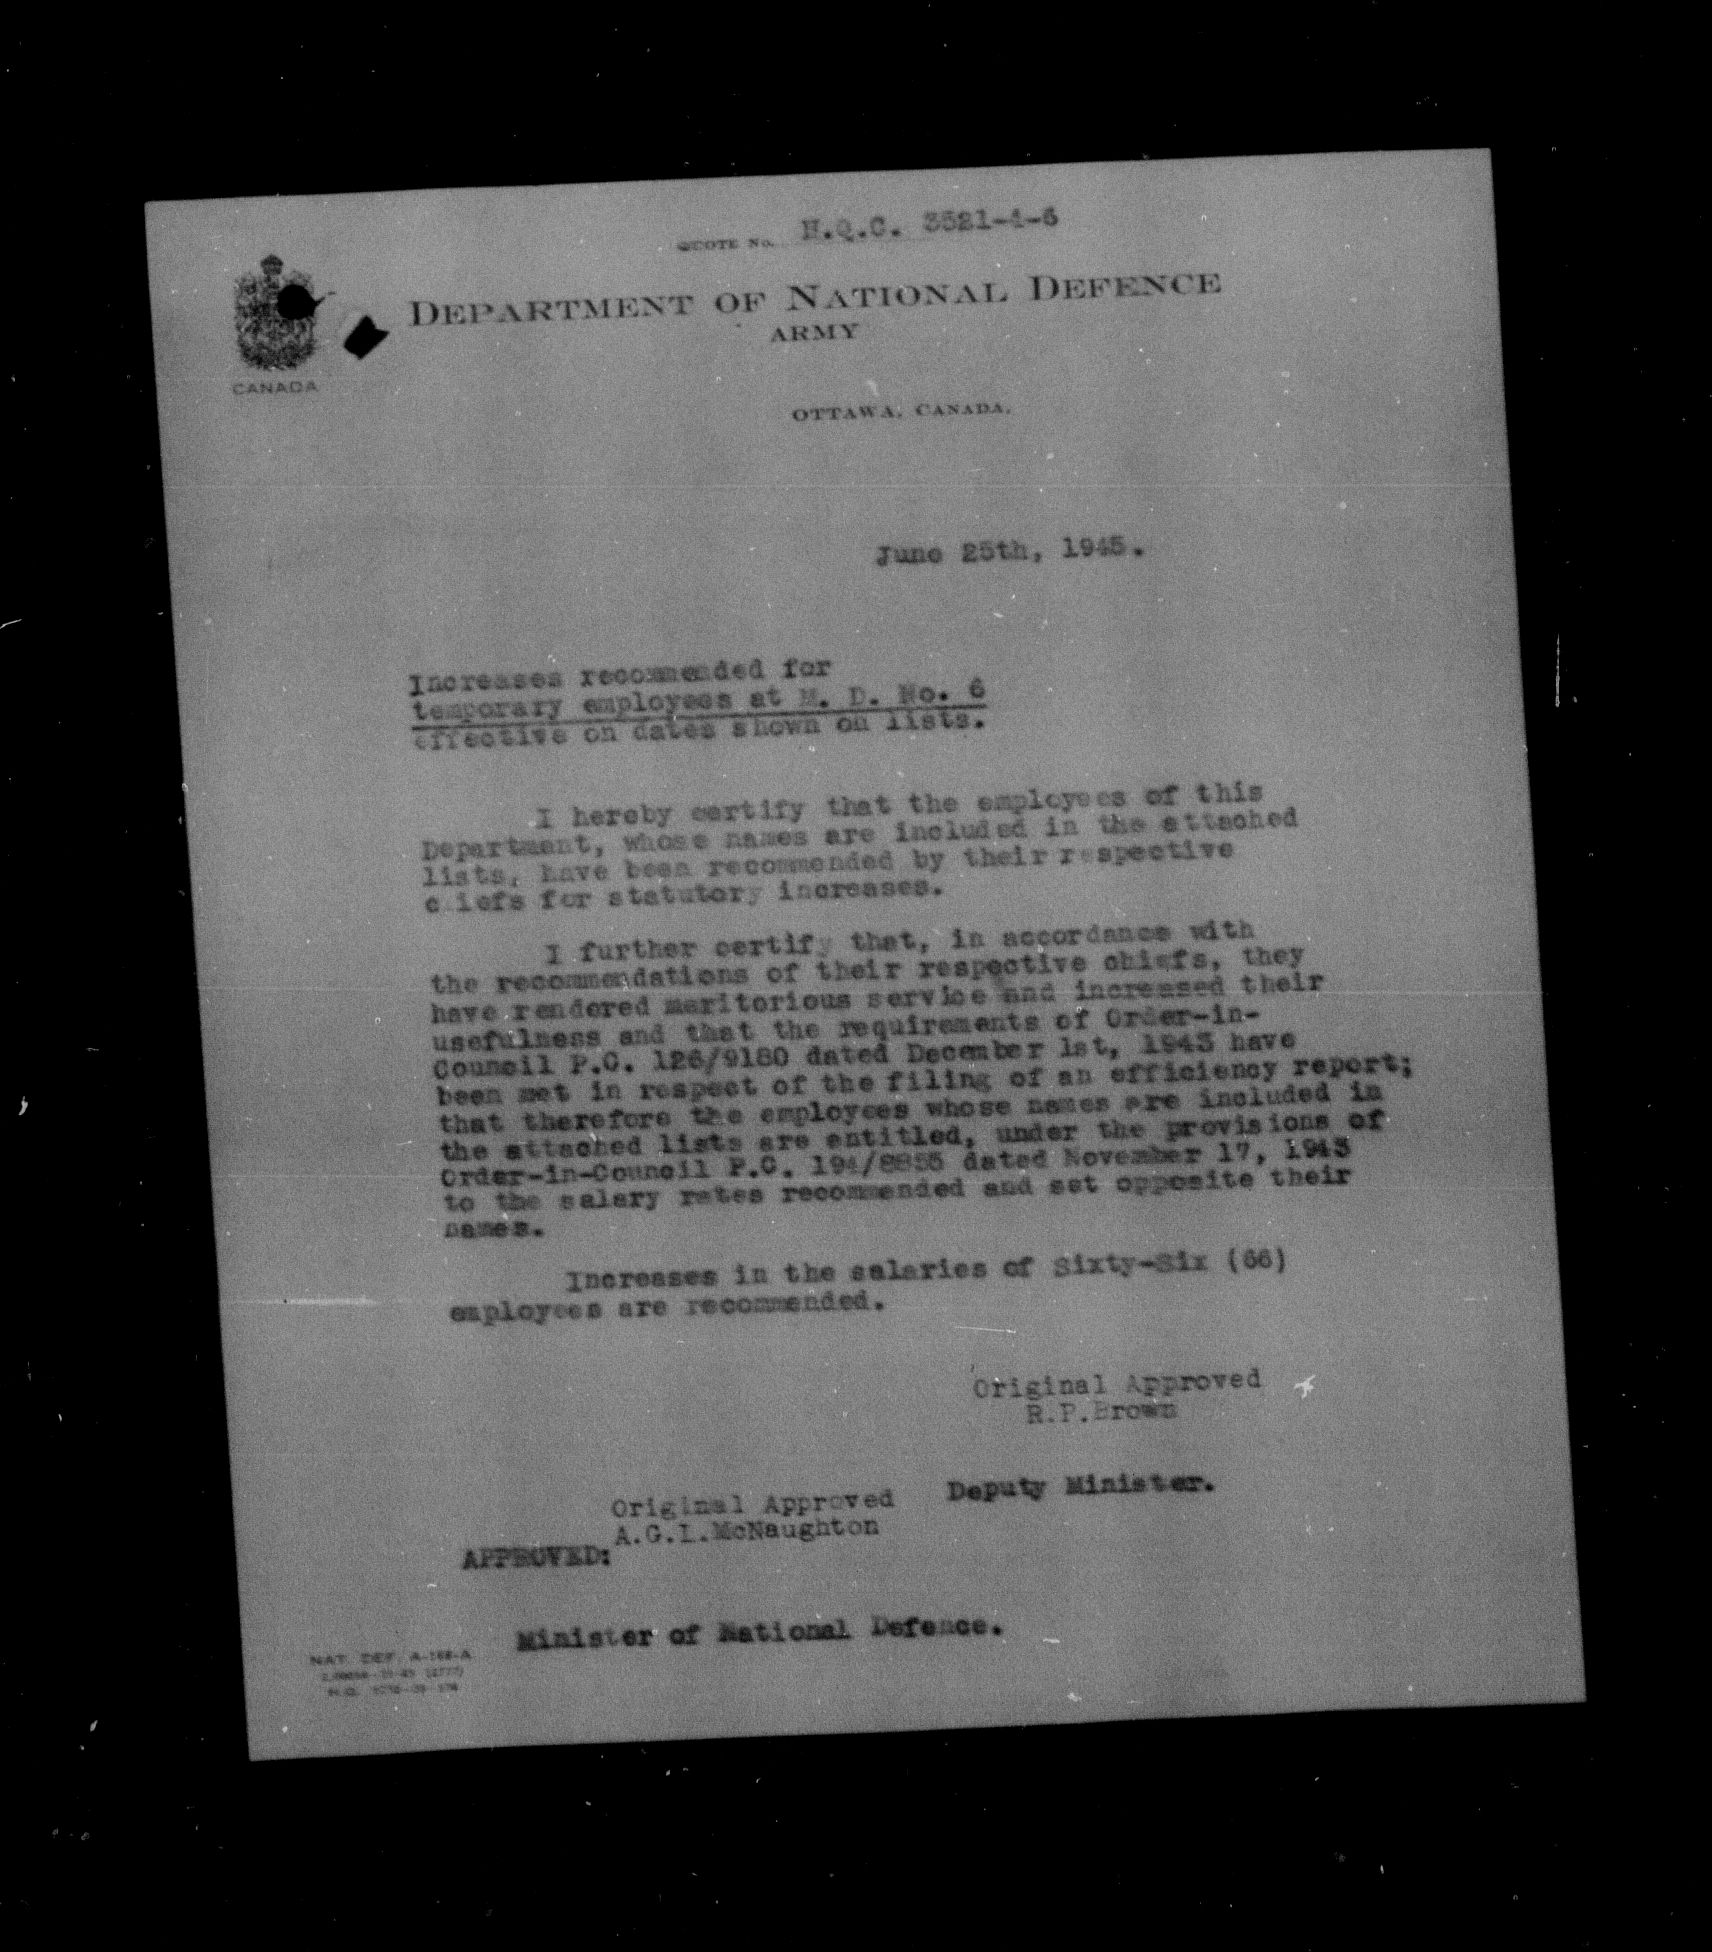 QUOTE No. H.Q.C. 3521-4-6
DEPARTMENT OF NATIONAL DEFENCE
ARMY
CANADA
OTTAWA, CANADA.
June 25th, 1945.
Increases recommended for
temporary employees at M. D. No. 6
effective on dates shown on lists.
I hereby certify that the employees of this
Department, whose names are included in the attached
lists, have been recommended by their respective
c iefs for statutory increases.
I further certify that, in accordance with
the recommendations of their respective chiefs, they
have rendered meritorious service and increased their
usefulness and that the requirements of Order-in-
Council P.C. 126/9180 dated December 1st, 1943 have
been met in respect of the filing of an efficiency report;
that therefore the employees whose names are included in
the attached lists are entitled, under the provisions of
Order-in-Council P.C. 194/8855 dated November 17, 1943
to the salary rates recommended and set opposite their
names.
Increases in the salaries of Sixty-Six (66)
employees are recommended.
Original Approved
R.P.Brown
Deputy Minister.
Original Approved
A.G.L.McNaughton
APPROVED:
Minister of National Defence.
NAT. DEF. A-168-A
H.Q.